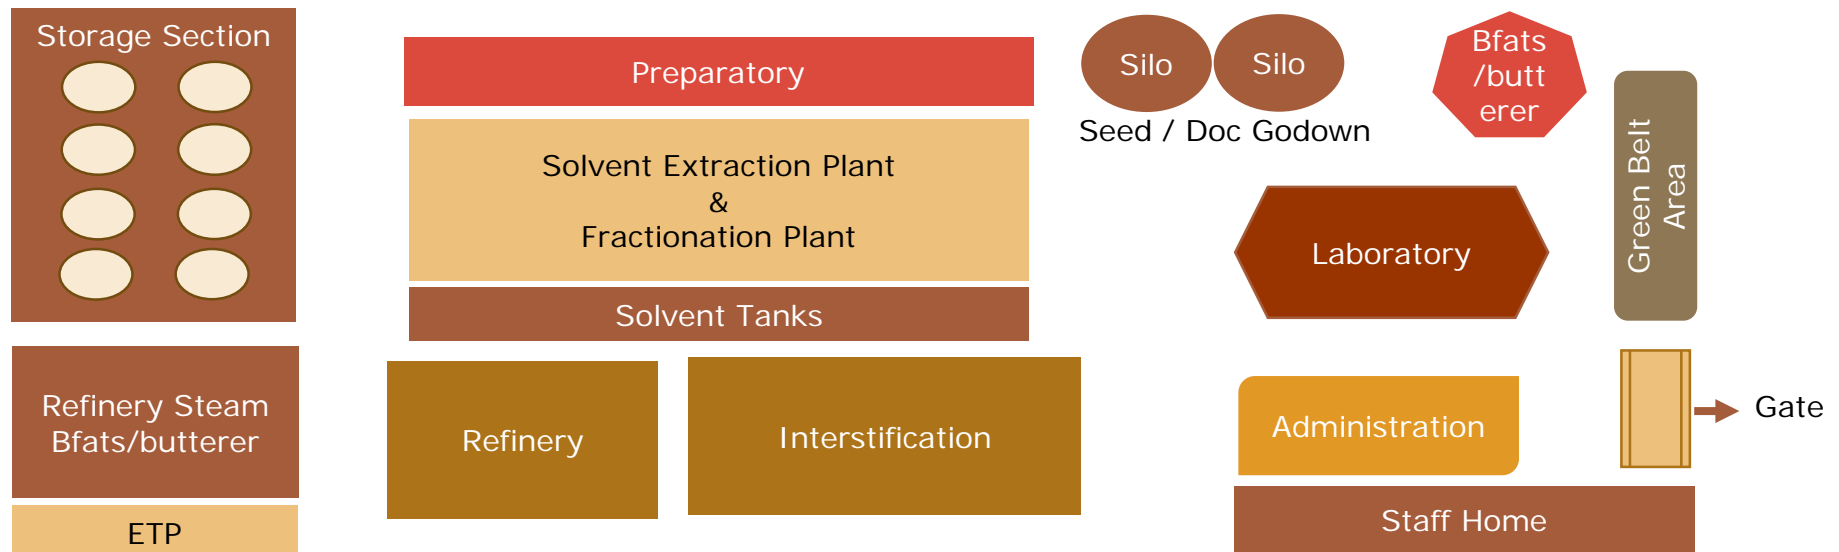 Storage Section
Preparatory
Silo
Silo
Seed / Doc Godown
Bfats
/butt
erer
Solvent Extraction Plant
&
Fractionation Plant
Green Belt
Area
Laboratory
Solvent Tanks
Refinery Steam
Bfats/butterer
Refinery
Interstification
Administration
Gate
ETP
Staff Home